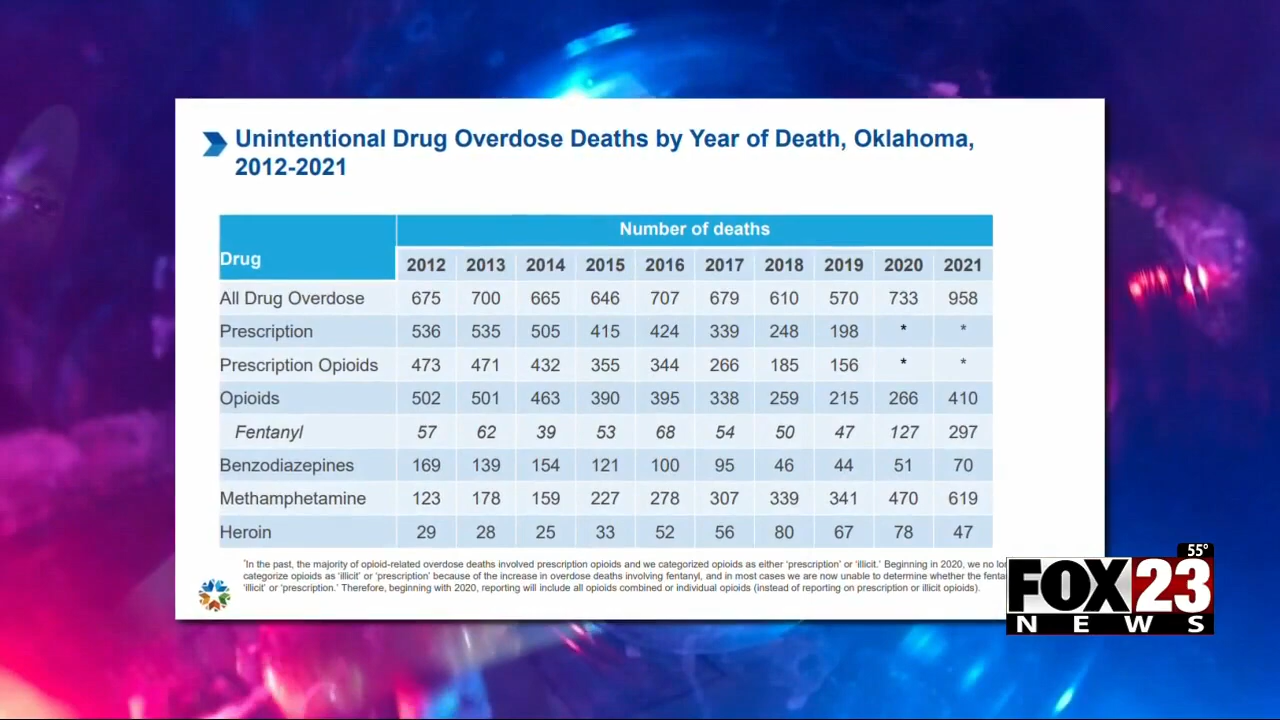 Unintentional Drug Overdose Deaths by Year of Death, Oklahoma,
2012-2021
Drug Number of deaths
2012 2013 2014 2015 2016 2017 2018 2019 2020 2021
All Drug Overdose 675 700 665 646 707 679 610 570 733 958
Prescription 536 535 505 415 424 339 248 198 * *
Prescription Opioids 473 471 432 355 344 266 185 156 * *
Opioids 502 501 463 390 395 338 259 215 266 410
Fentanyl 57 62 39 53 68 54 50 47 127 297
Benzodiazepines 169 139 154 121 100 95 46 44 51 70
Methamphetamine 123 178 159 227 278 307 339 341 470 619
Heroin 29 28 25 33 52 56 80 67 78 47
*In the past, the majority of opioid-related overdose deaths involved prescription opioids and we categorized opioids as either 'prescription' or 'illicit.' Beginning in 2020, we no
categorize opioids as 'illicit' or 'prescription' because of the increase in overdose deaths involving fentanyl, and in most cases we are now unable to determine whether the
'illicit' or 'prescription.' Therefore, beginning with 2020, reporting will include all opioids combined or individual opioids (instead of reporting on prescription or illicit opioids).
55°
FOX 23
NEWS